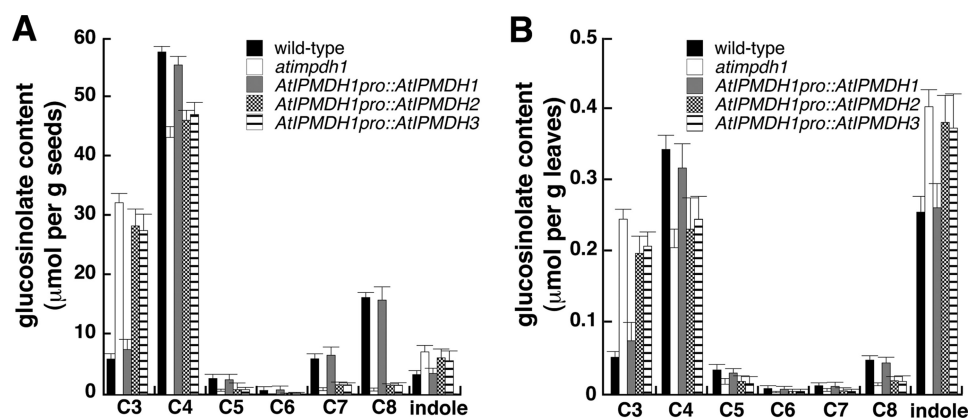 A
glucosinolate content
(μmol per g seeds)
60
50
40
30
20
10
0
wild-type
atimpdh1
AtIPMDH1pro::AtIPMDH1
AtIPMDH1pro::AtIPMDH2
AtIPMDH1pro::AtIPMDH3
C3 C4 C5 C6 C7 C8 indole
B
glucosinolate content
(μmol per g leaves)
0.5
0.4
0.3
0.2
0.1
0
wild-type
atimpdh1
AtIPMDH1pro::AtIPMDH1
AtIPMDH1pro::AtIPMDH2
AtIPMDH1pro::AtIPMDH3
C3 C4 C5 C6 C7 C8 indole